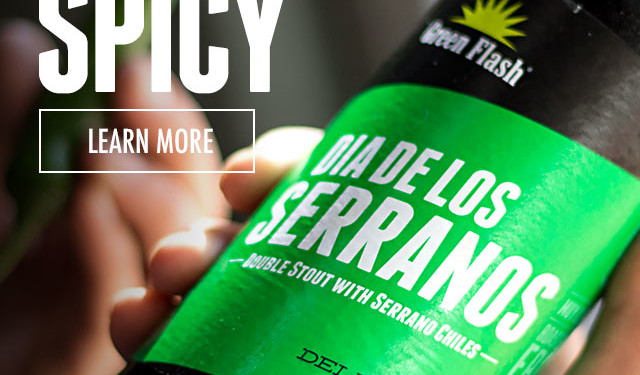 SPICY
LEARN MORE
Green Flash
DIA DE LOS
SERRANOS
DOUBLE STOUT WITH SERRANO CHILES